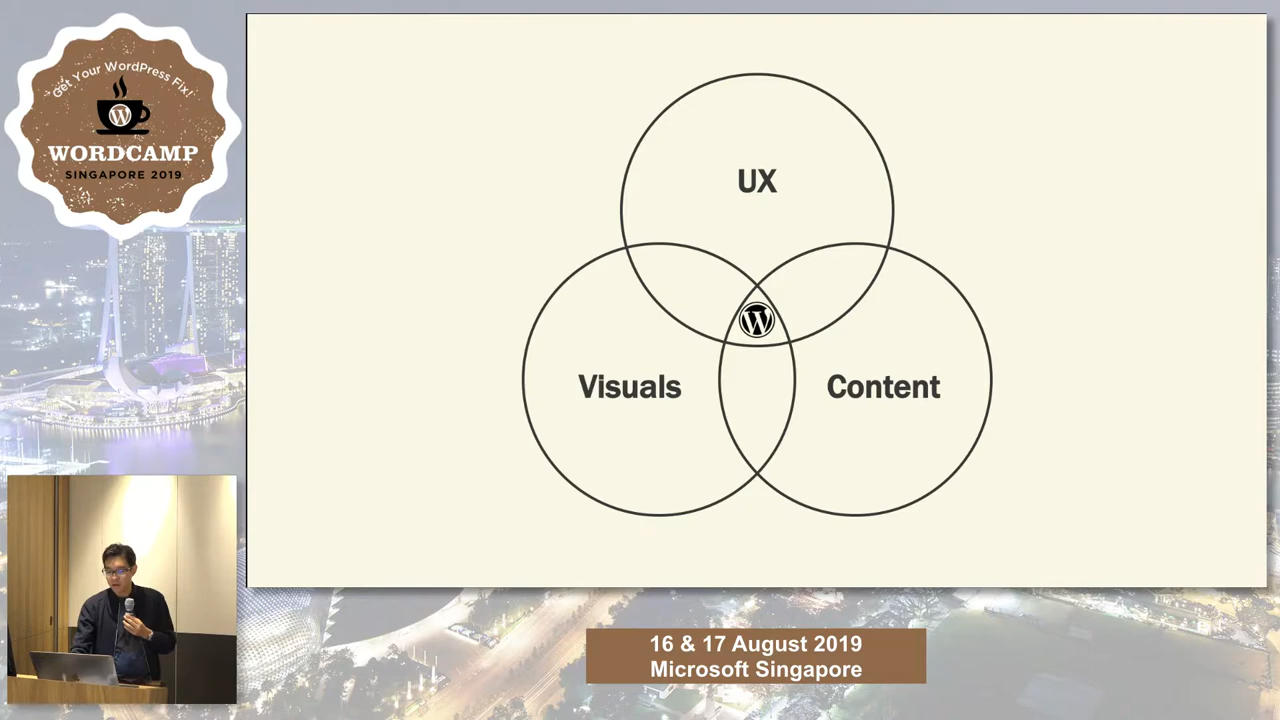 Get Your WordPress Fix!
WORDCAMP
SINGAPORE 2019
UX
Visuals
Content
16 & 17 August 2019
Microsoft Singapore